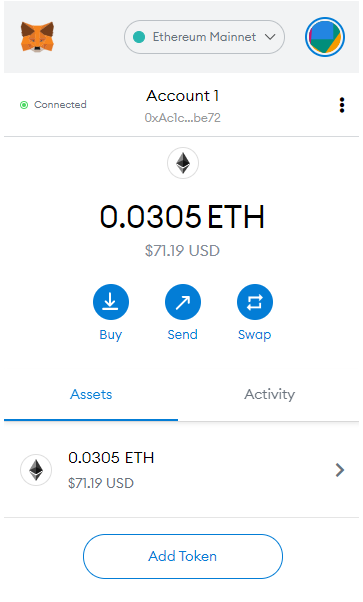 Ethereum Mainnet
Connected
Account 1
0xAc1c...be72
0.0305 ETH
$71.19 USD
Buy Send Swap
Assets Activity
0.0305 ETH
$71.19 USD
Add Token